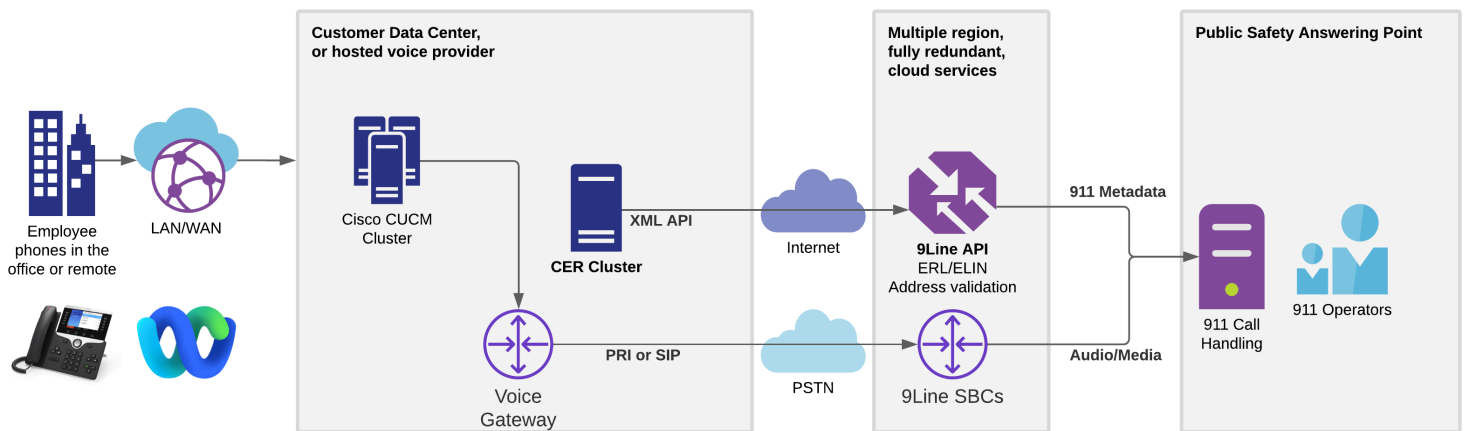 Customer Data Center,
or hosted voice provider
Multiple region,
fully redundant,
cloud services
Public Safety Answering Point
Employee
phones in the
office or remote
LAN/WAN
Cisco CUCM
Cluster
CER Cluster
XML API
Internet
9Line API
ERL/ELIN
Address validation
911 Metadata
911 Call
Handling
911 Operators
Voice
Gateway
PRI or SIP
PSTN
9Line SBCs
Audio/Media